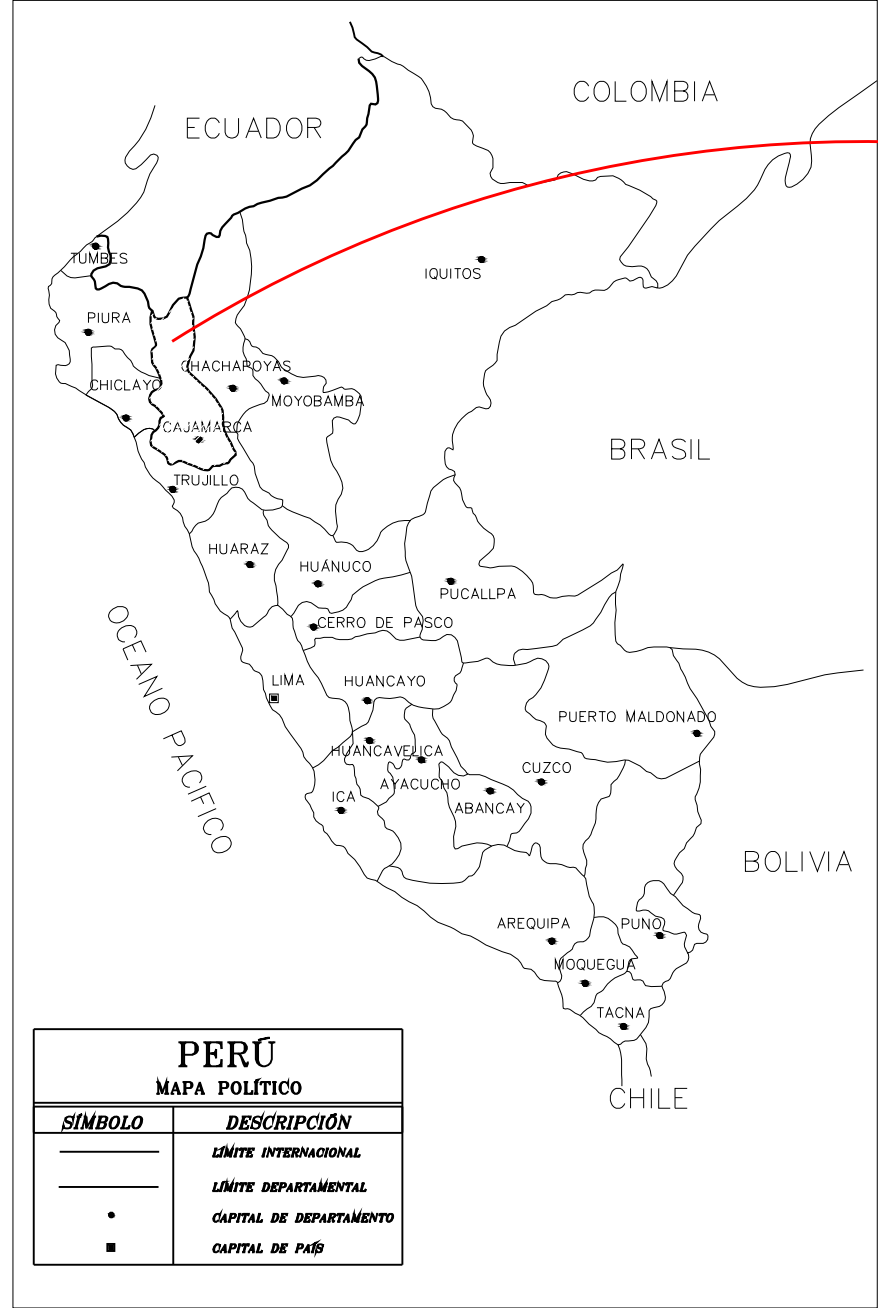 COLOMBIA
ECUADOR
TUMBES
IQUITOS
PIURA
CHACHAPOYAS
CHICLAYO
MOYOBAMBA
CAJAMARCA
BRASIL
TRUJILLO
HUARAZ
HUÁNUCO
PUCALLPA
CERRO DE PASCO
OCEANO PACIFICO
LIMA
HUANCAYO
PUERTO MALDONADO
HUANCAVELICA
CUZCO
AYACUCHO
ICA
ABANCAY
BOLIVIA
AREQUIPA
PUNO
MOQUEGUA
TACNA
CHILE
PERÚ
MAPA POLÍTICO
SÍMBOLO DESCRIPCIÓN
LÍMITE INTERNACIONAL
LÍMITE DEPARTAMENTAL
CAPITAL DE DEPARTAMENTO
CAPITAL DE PAÍS